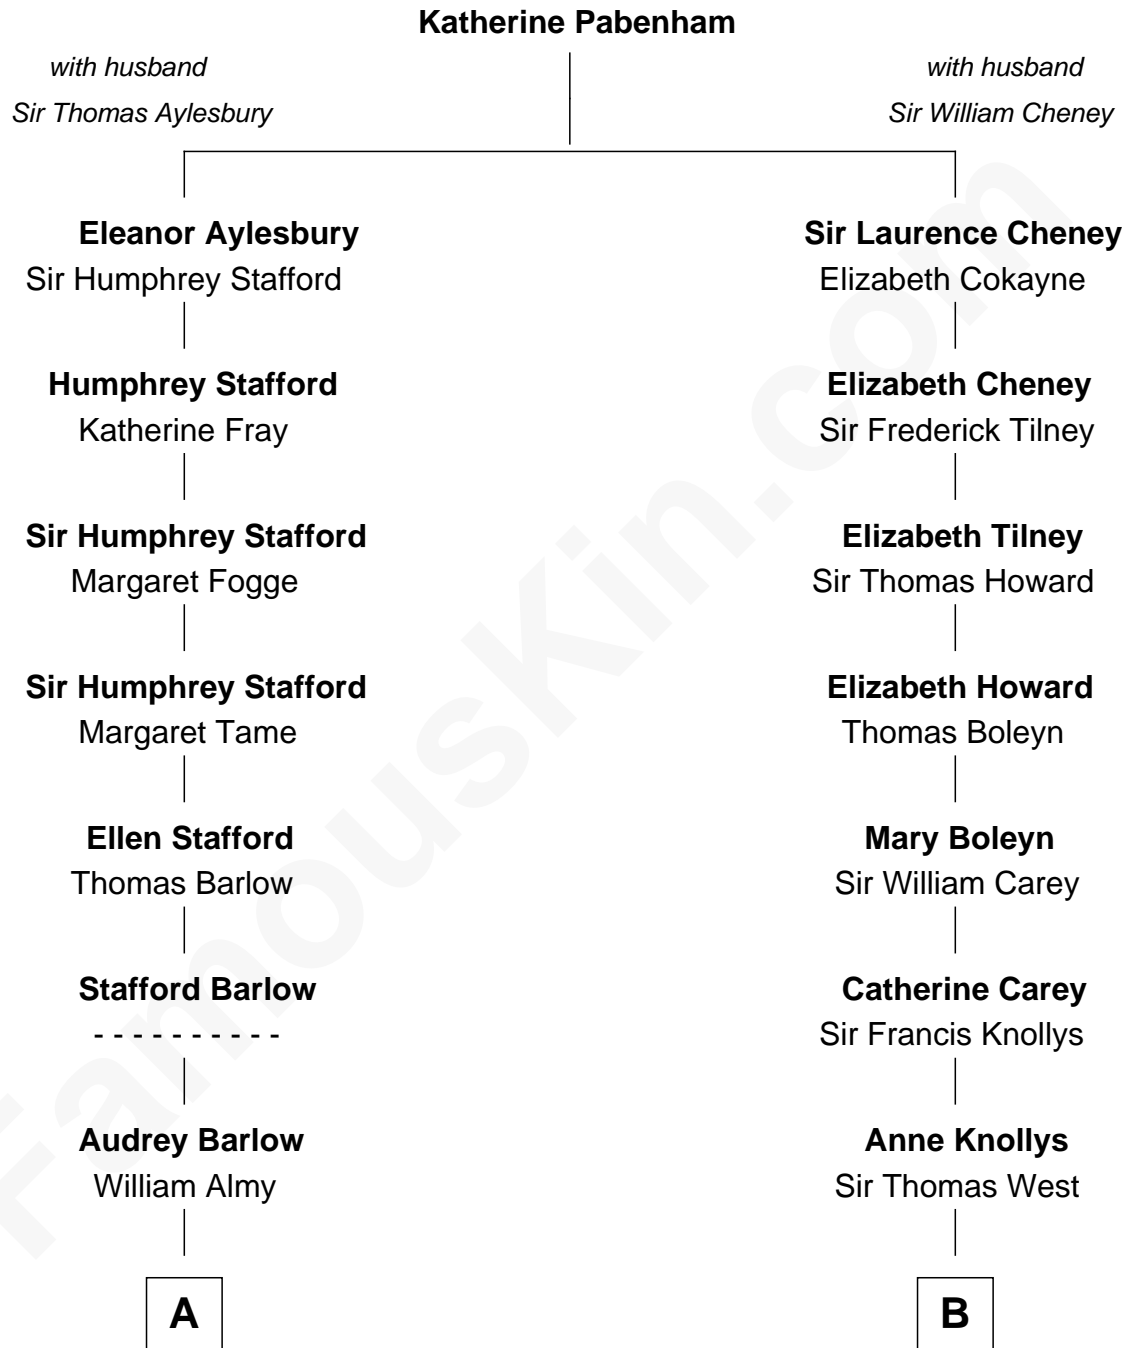 Katherine Pabenham
with husband
Sir Thomas Aylesbury
with husband
Sir William Cheney
Eleanor Aylesbury
Sir Humphrey Stafford
Sir Laurence Cheney
Elizabeth Cokayne
Humphrey Stafford
Katherine Fray
Elizabeth Cheney
Sir Frederick Tilney
Sir Humphrey Stafford
Margaret Fogge
Elizabeth Tilney
Sir Thomas Howard
Sir Humphrey Stafford
Margaret Tame
Elizabeth Howard
Thomas Boleyn
Ellen Stafford
Thomas Barlow
Mary Boleyn
Sir William Carey
Stafford Barlow
- - - - - - - - - -
Catherine Carey
Sir Francis Knollys
Audrey Barlow
William Almy
Anne Knollys
Sir Thomas West
A
B
FamousKin.com